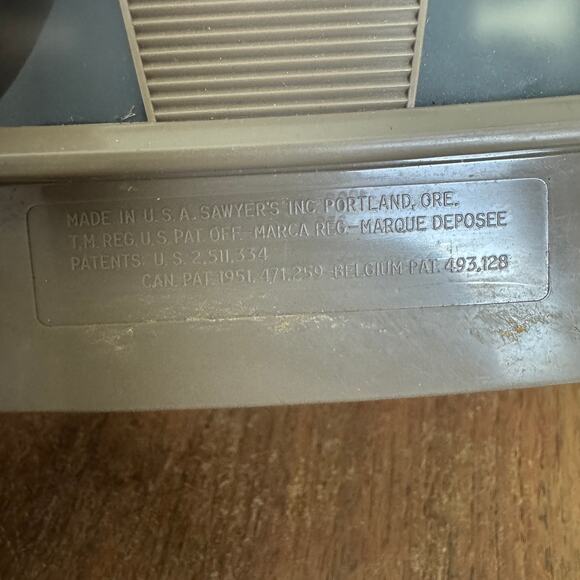 MADE IN U.S.A. SAWYER'S INC. PORTLAND, ORE.
T.M. REG. U.S. PAT. OFF.–MARCA REG–MARQUE DEPOSEE
PATENTS: U.S. 2,511,334
CAN. PAT. 1951, 471,259–BELGIUM PAT. 493,128